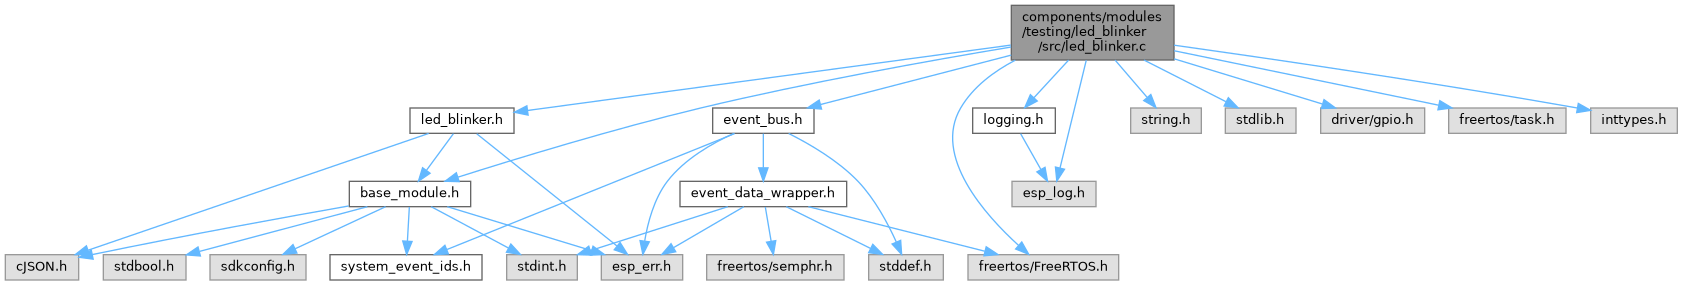 components/modules
/testing/led_blinker
/src/led_blinker.c
led_blinker.h
event_bus.h
logging.h
string.h
stdlib.h
driver/gpio.h
freertos/task.h
inttypes.h
base_module.h
event_data_wrapper.h
esp_log.h
cJSON.h
stdbool.h
sdkconfig.h
system_event_ids.h
stdint.h
esp_err.h
freertos/semphr.h
stddef.h
freertos/FreeRTOS.h